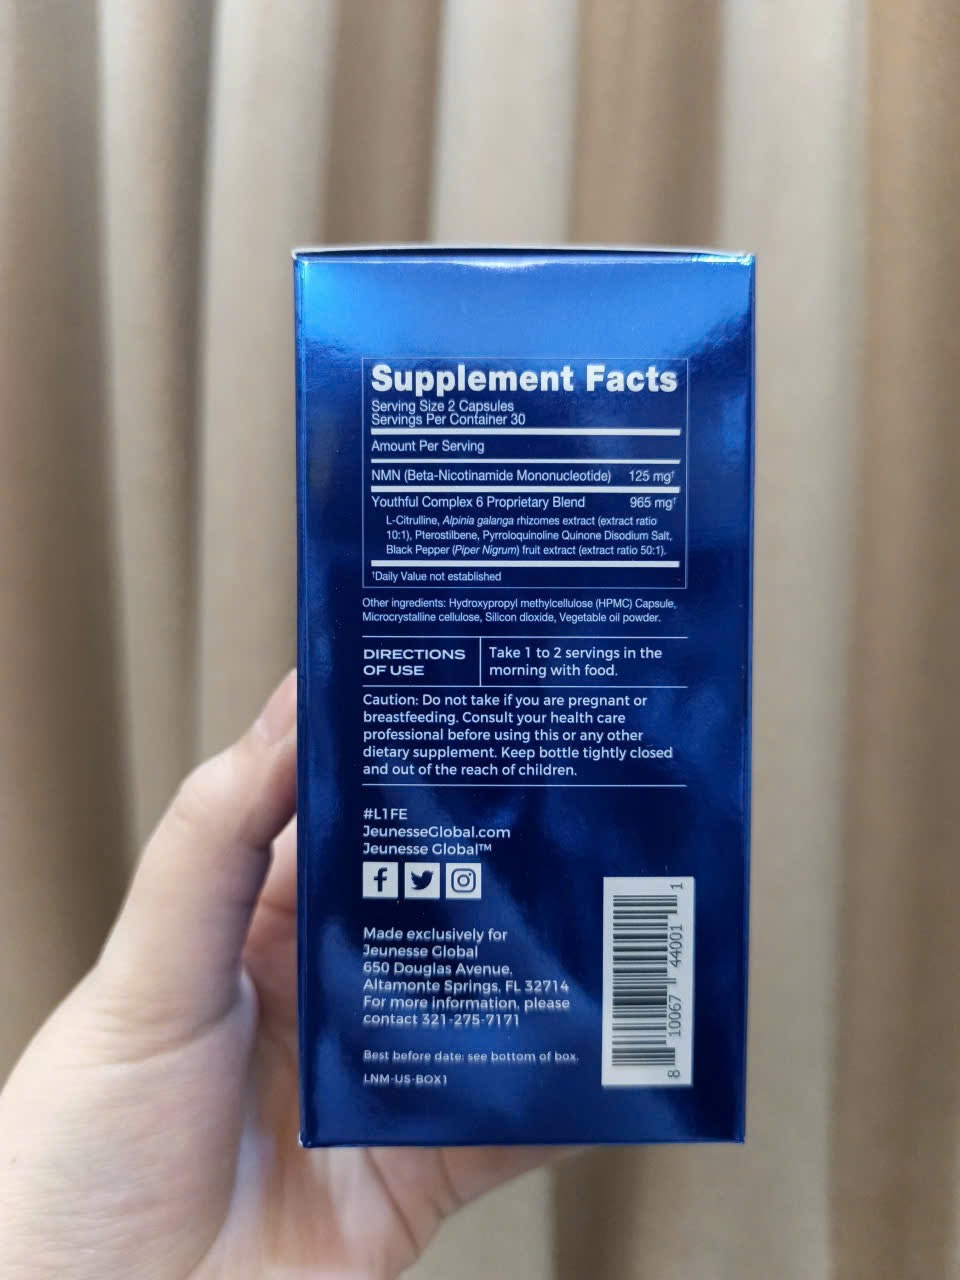 Supplement Facts
Serving Size 2 Capsules
Servings Per Container 30
Amount Per Serving
NMN (Beta-Nicotinamide Mononucleotide) 125 mg†
Youthful Complex 6 Proprietary Blend 965 mg†
L-Citrulline, Alpinia galanga rhizomes extract (extract ratio
10:1), Pterostilbene, Pyrroloquinoline Quinone Disodium Salt,
Black Pepper (Piper Nigrum) fruit extract (extract ratio 50:1).
†Daily Value not established
Other ingredients: Hydroxypropyl methylcellulose (HPMC) Capsule,
Microcrystalline cellulose, Silicon dioxide, Vegetable oil powder.
DIRECTIONS
OF USE
Take 1 to 2 servings in the
morning with food.
Caution: Do not take if you are pregnant or
breastfeeding. Consult your health care
professional before using this or any other
dietary supplement. Keep bottle tightly closed
and out of the reach of children.
#L1FE
JeunesseGlobal.com
Jeunesse Global™
Made exclusively for
Jeunesse Global
650 Douglas Avenue,
Altamonte Springs, FL 32714
For more information, please
contact 321-275-7171
Best before date: see bottom of box.
LNM-US-BOX1
8 10067 44001 1